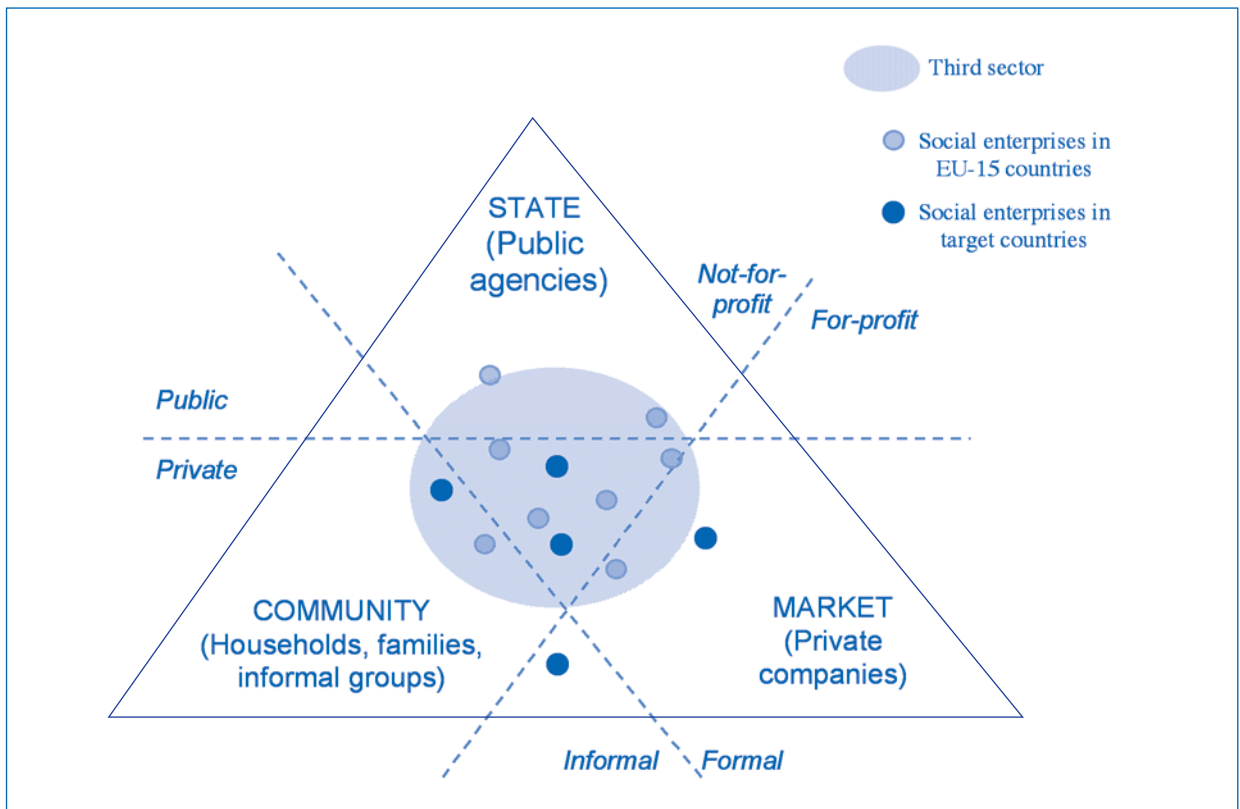 Third sector
Social enterprises in
EU-15 countries
Social enterprises in
target countries
STATE
(Public
agencies)
Not-for-
profit
For-profit
Public
Private
COMMUNITY
(Households, families,
informal groups)
MARKET
(Private
companies)
Informal
Formal